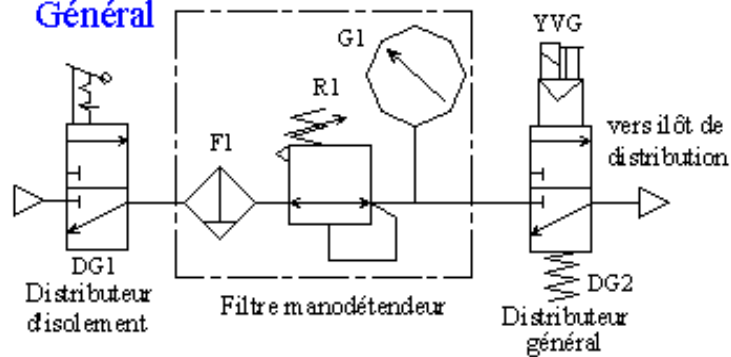 Général
YVG
G1
R1
F1
vers ilôt de
distribution
DG1
Distributeur
d'isolement
Filtre manodétendeur
DG2
Distributeur
général